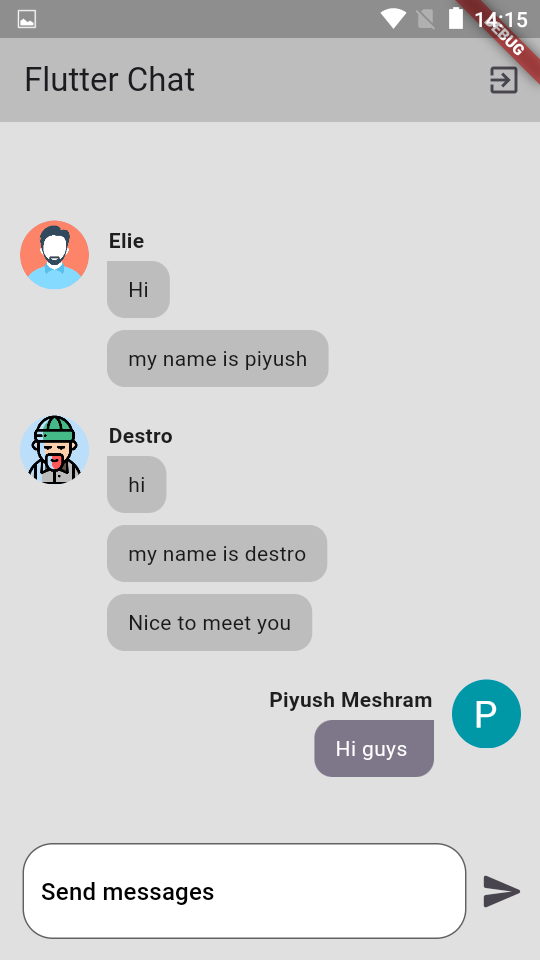 14:15
DEBUG
Flutter Chat
Elie
Hi
my name is piyush
Destro
hi
my name is destro
Nice to meet you
Piyush Meshram
P
Hi guys
Send messages